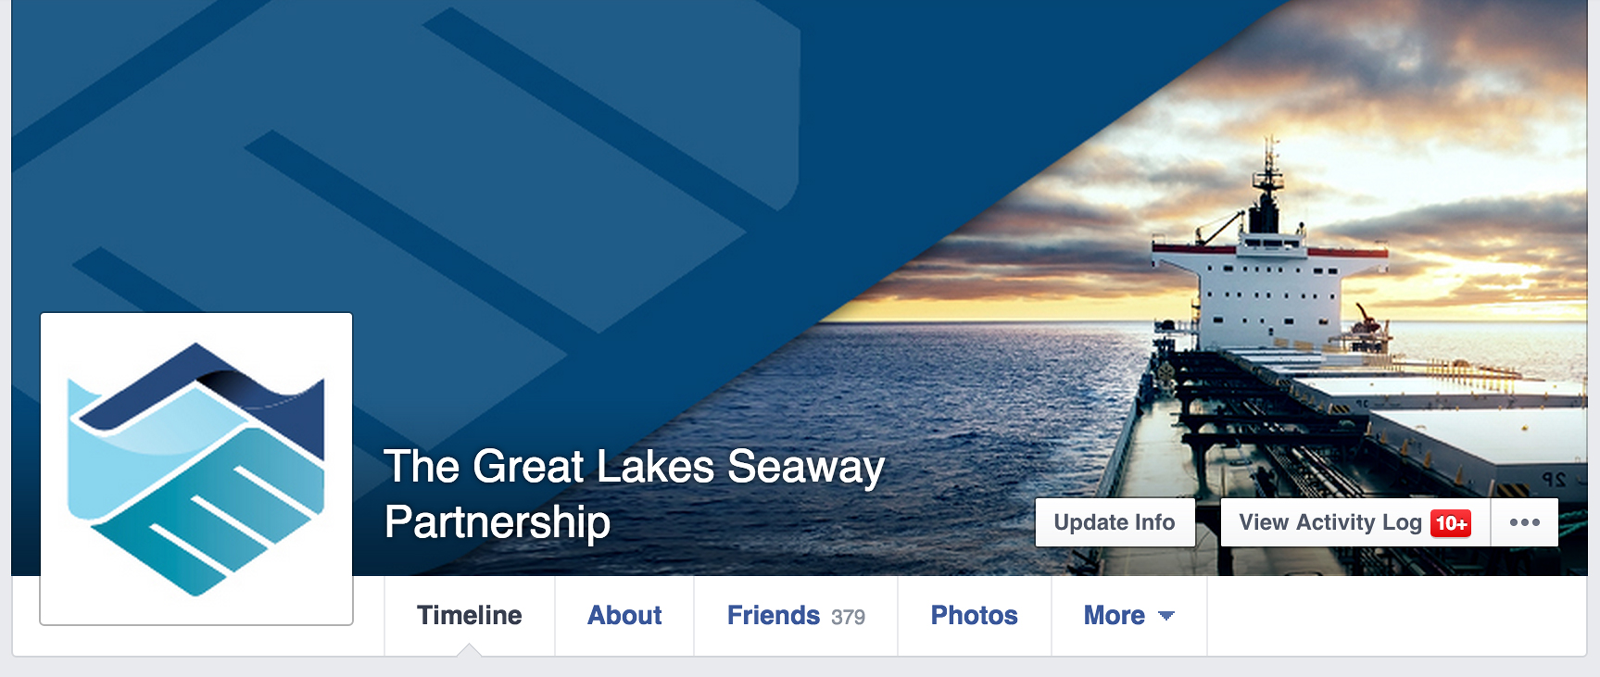 The Great Lakes Seaway
Partnership
Update Info
View Activity Log 10+
Timeline
About
Friends 379
Photos
More